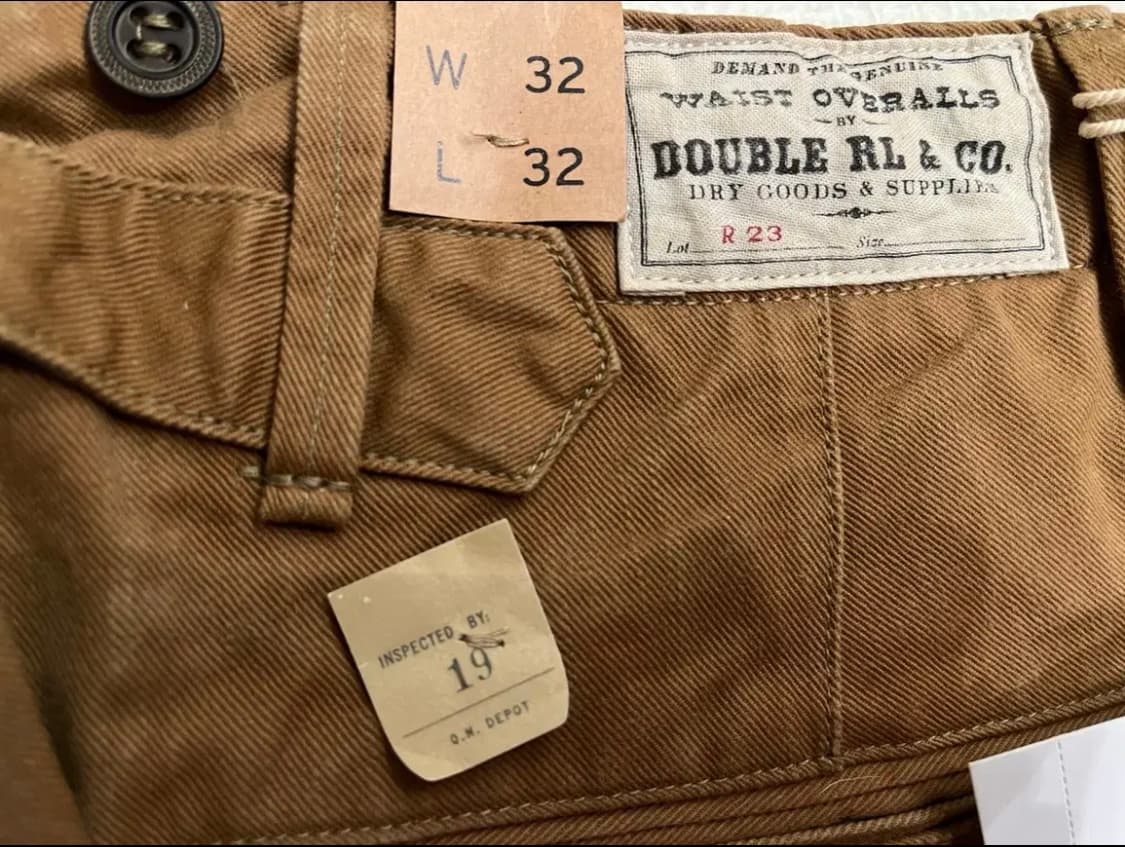 W 32
L 32
DEMAND THE GENUINE
WAIST OVERALLS
BY
DOUBLE RL & CO.
DRY GOODS & SUPPLIES
Lot R 23 Size
INSPECTED BY:
19
Q.M. DEPOT